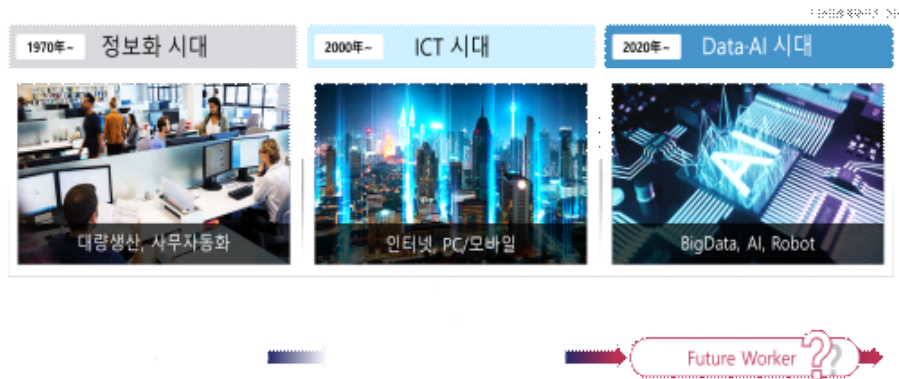 1970年~ 정보화 시대
2000年~ ICT 시대
2020年~ Data·AI 시대
AI
대량생산, 사무자동화
인터넷, PC/모바일
BigData, AI, Robot
Future Worker ??